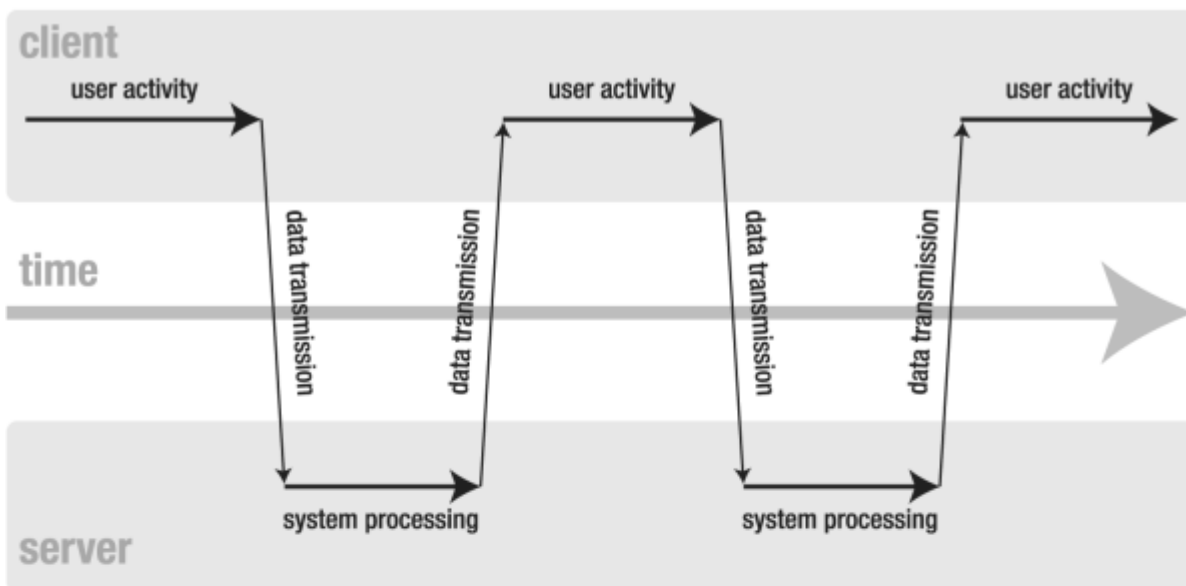 client
user activity
user activity
user activity
data transmission
data transmission
data transmission
data transmission
time
system processing
system processing
server